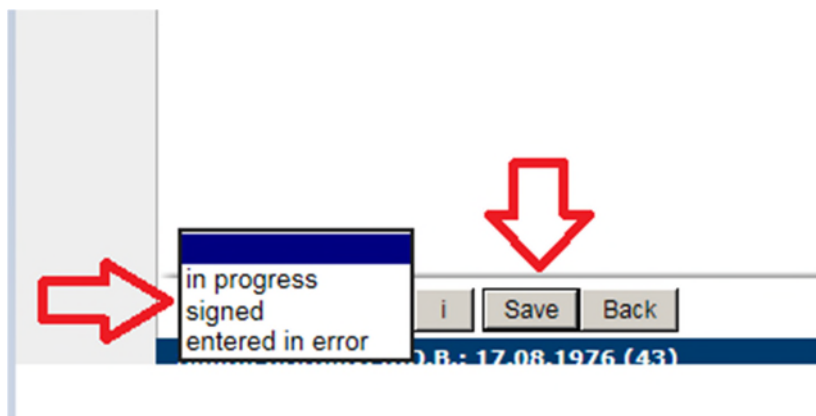 in progress
signed
entered in error
i
Save
Back
D.O.B.: 17.08.1976 (43)